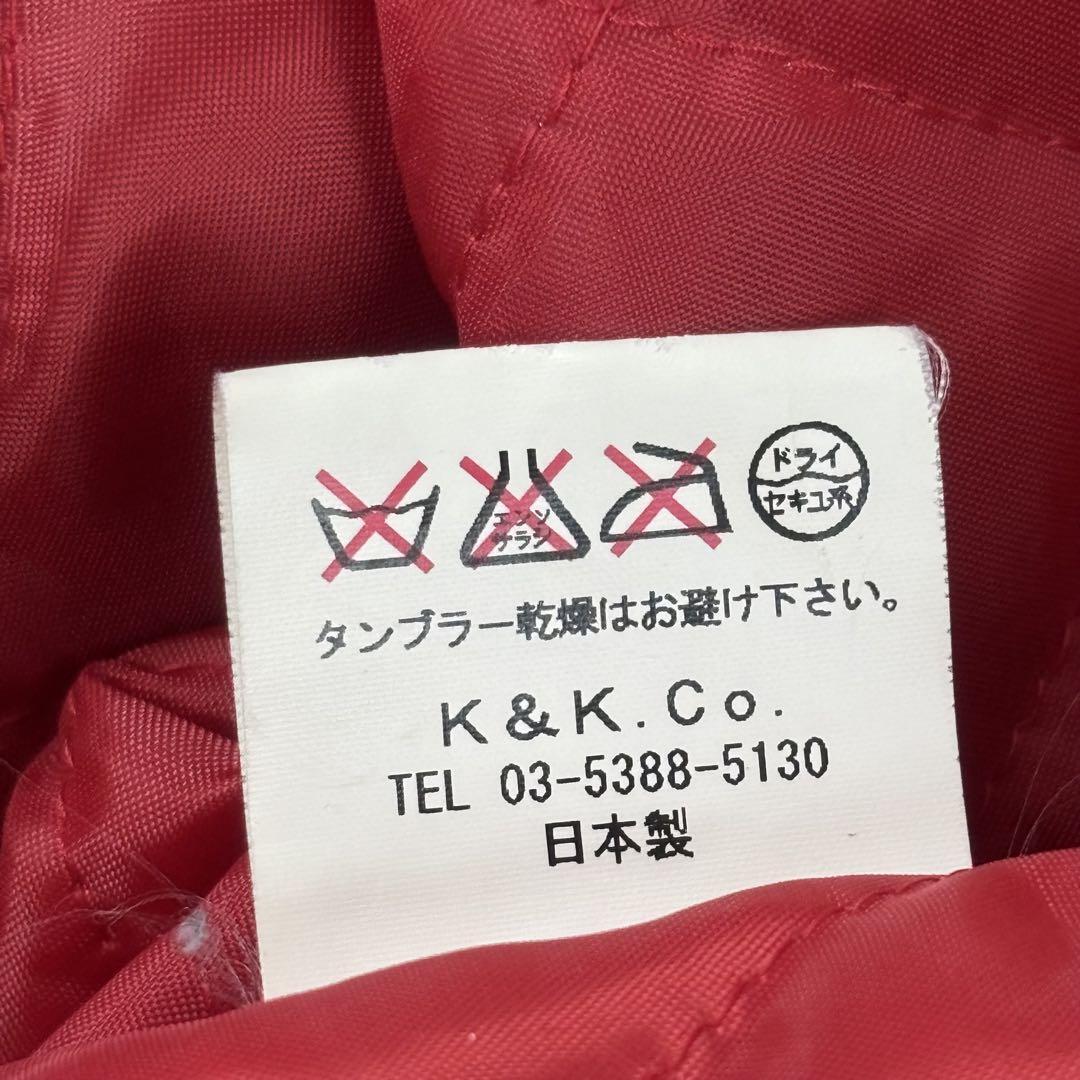 エンソ
サラシ
ドライ
セキユ系
タンブラー乾燥はお避け下さい。
K&K.Co.
TEL 03-5388-5130
日本製